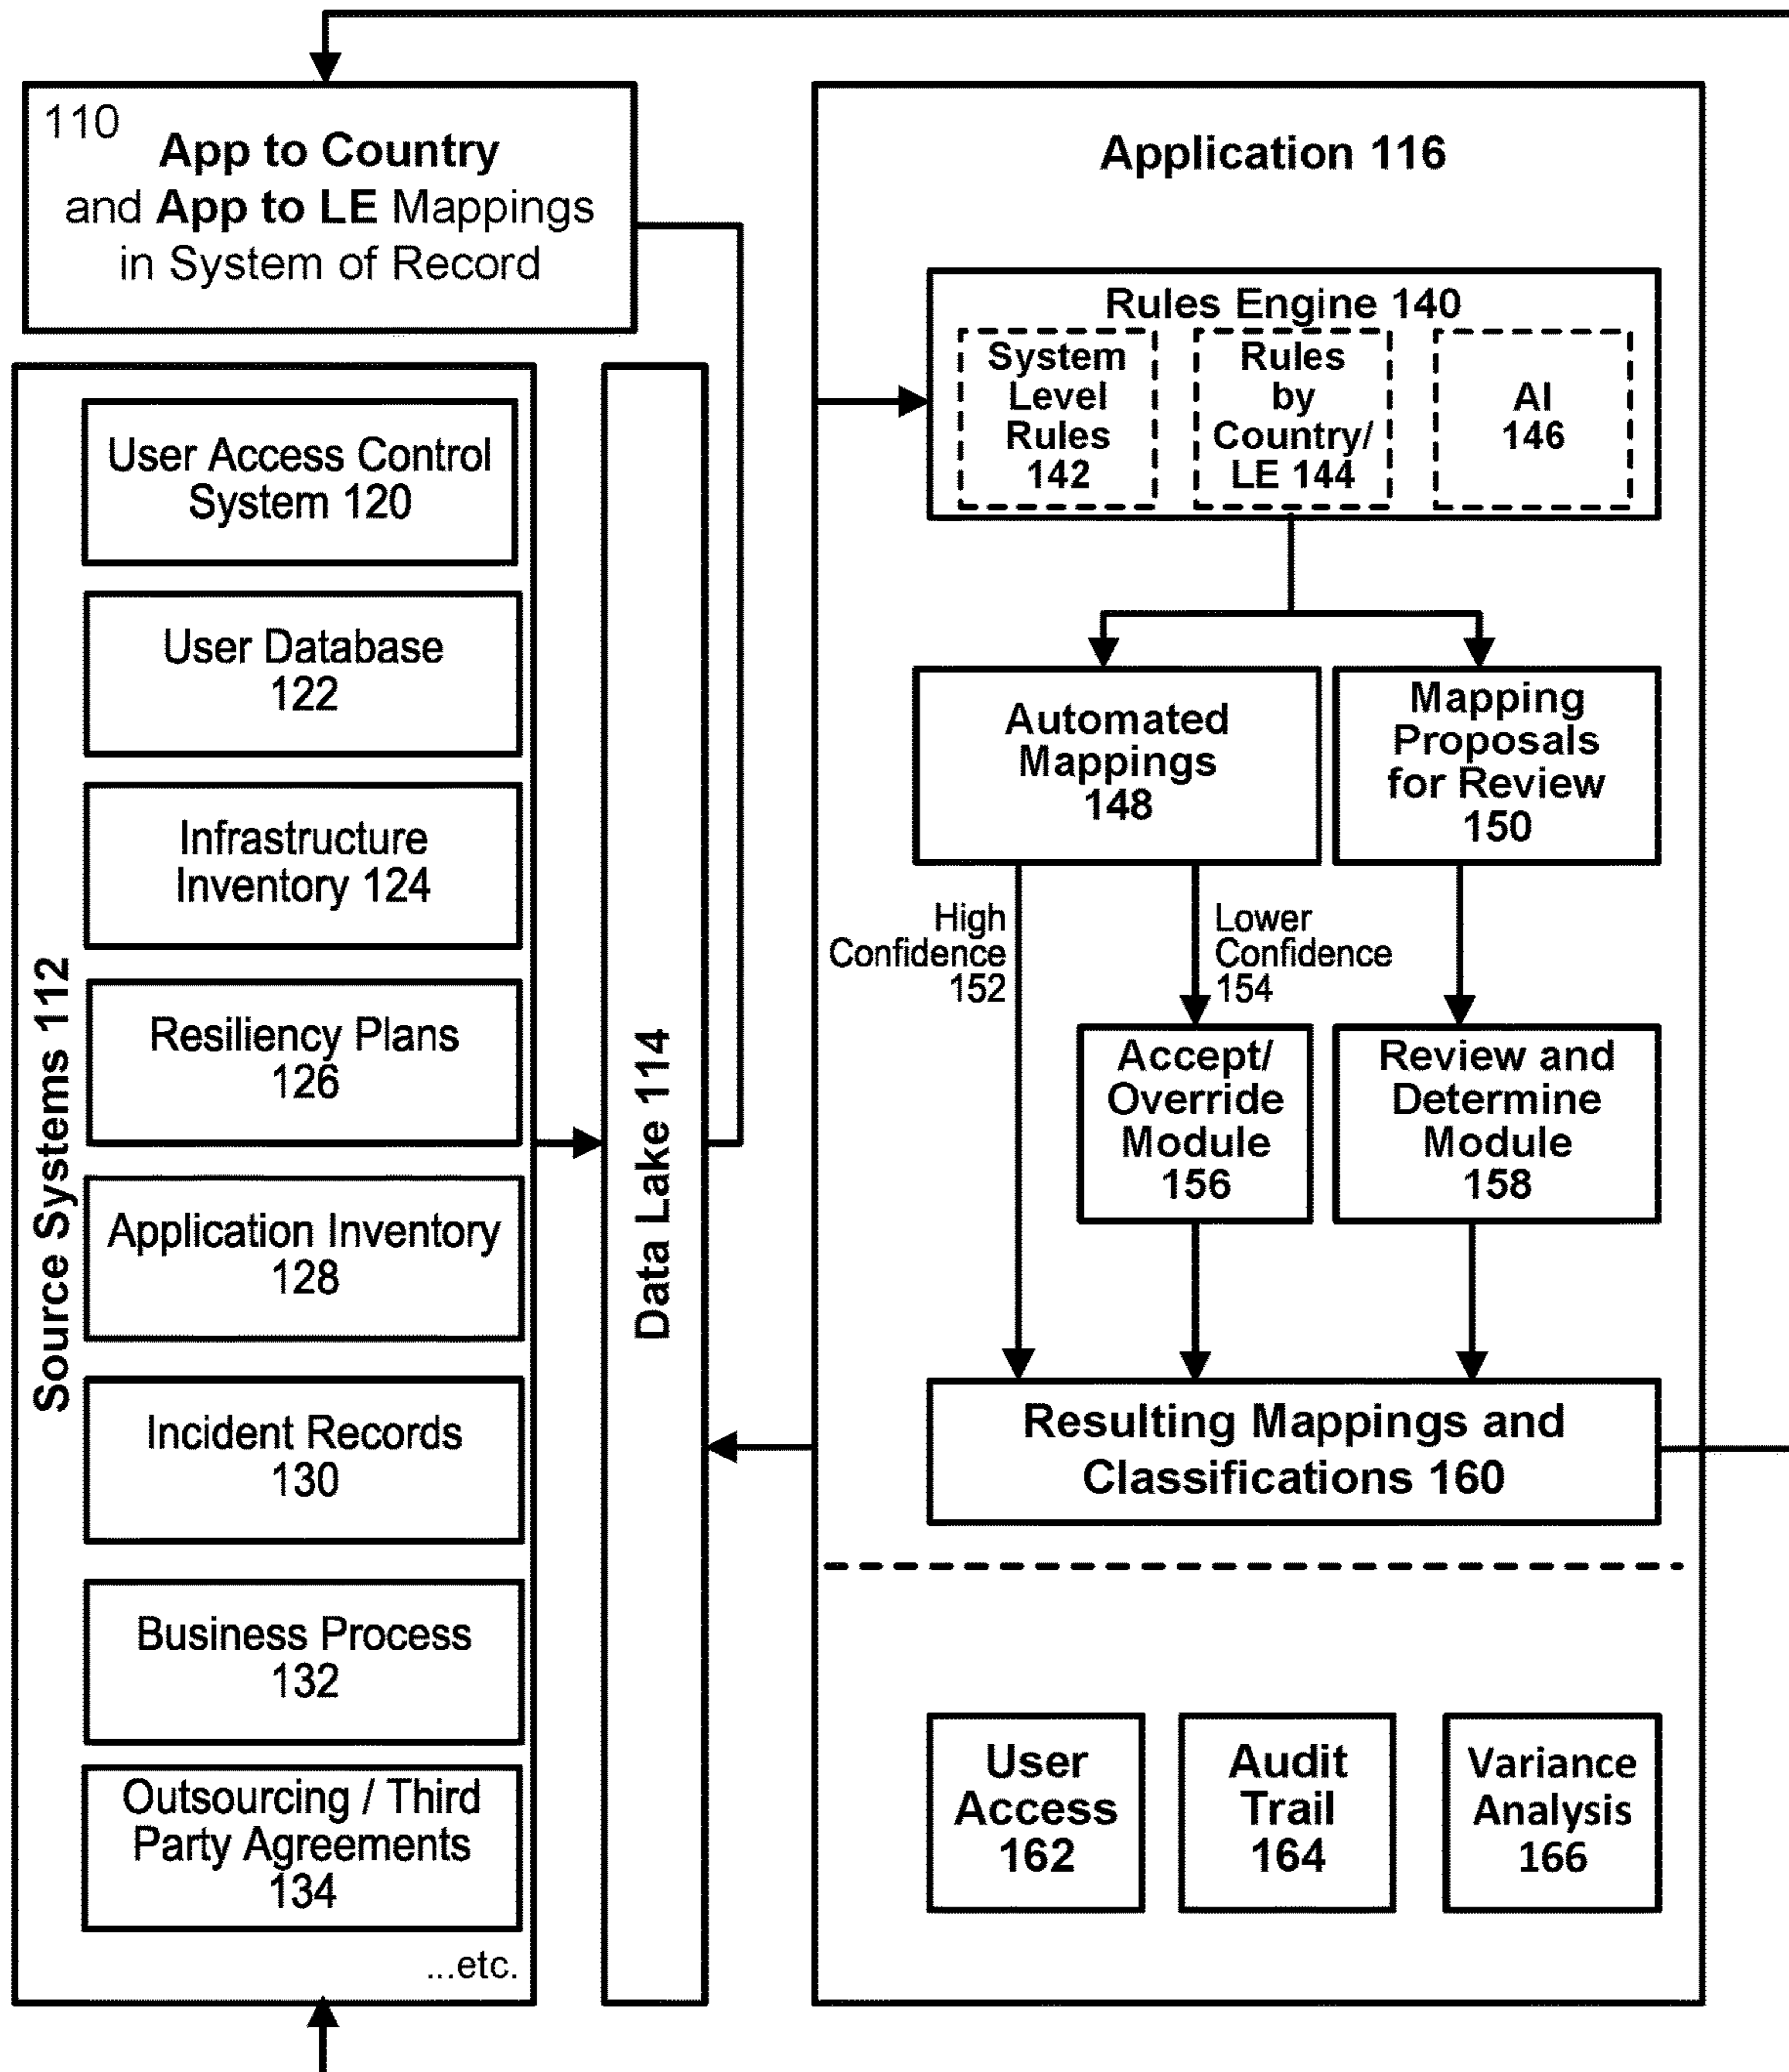 110
App to Country
and App to LE Mappings
in System of Record
Source Systems 112
User Access Control
System 120
User Database
122
Infrastructure
Inventory 124
Resiliency Plans
126
Application Inventory
128
Incident Records
130
Business Process
132
Outsourcing / Third
Party Agreements
134
...etc.
Data Lake 114
Application 116
Rules Engine 140
System
Level
Rules
142
Rules
by
Country/
LE 144
AI
146
Automated
Mappings
148
Mapping
Proposals
for Review
150
High
Confidence
152
Lower
Confidence
154
Accept/
Override
Module
156
Review and
Determine
Module
158
Resulting Mappings and
Classifications 160
User
Access
162
Audit
Trail
164
Variance
Analysis
166